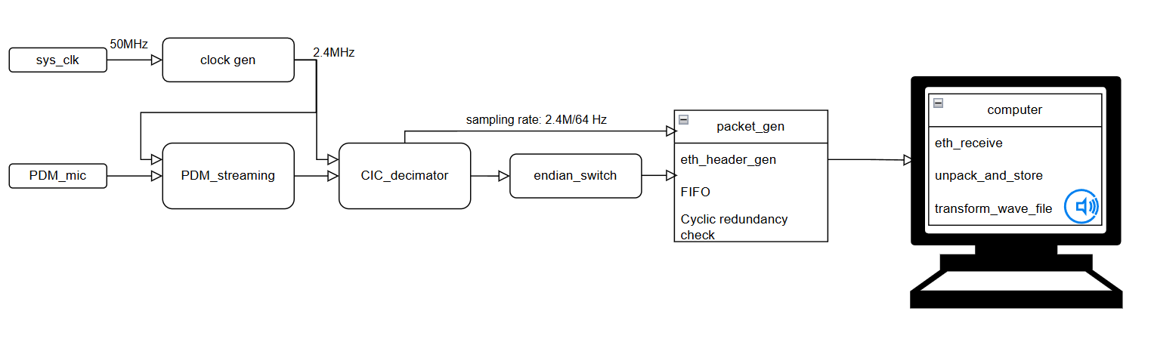 50MHz
sys_clk
clock gen
2.4MHz
sampling rate: 2.4M/64 Hz
PDM_mic
PDM_streaming
CIC_decimator
endian_switch
packet_gen
eth_header_gen
FIFO
Cyclic redundancy
check
computer
eth_receive
unpack_and_store
transform_wave_file